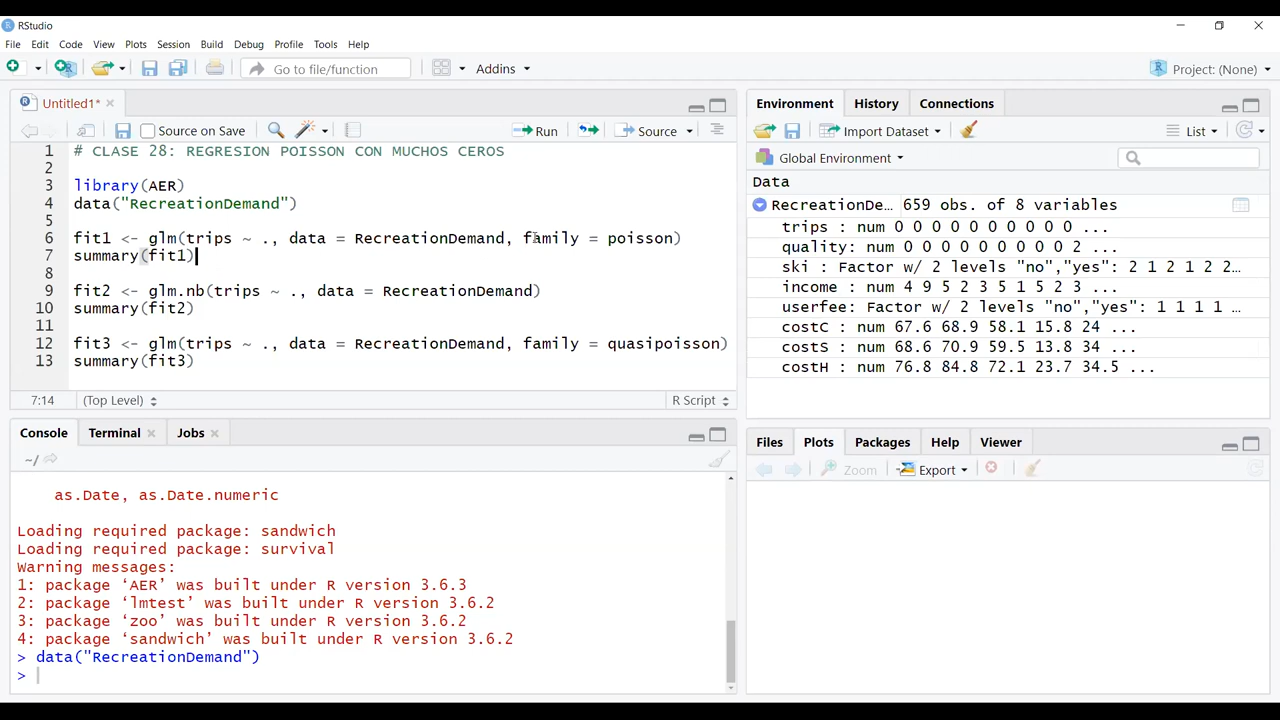 RStudio
File Edit Code View Plots Session Build Debug Profile Tools Help
Go to file/function Addins Project: (None)
Untitled1*
Source on Save Run Source
1 # CLASE 28: REGRESION POISSON CON MUCHOS CEROS
2
3 library(AER)
4 data("RecreationDemand")
5
6 fit1 <- glm(trips ~ ., data = RecreationDemand, family = poisson)
7 summary(fit1)
8
9 fit2 <- glm.nb(trips ~ ., data = RecreationDemand)
10 summary(fit2)
11
12 fit3 <- glm(trips ~ ., data = RecreationDemand, family = quasipoisson)
13 summary(fit3)
7:14 (Top Level) R Script
Console Terminal Jobs
~/
as.Date, as.Date.numeric
Loading required package: sandwich
Loading required package: survival
Warning messages:
1: package ‘AER’ was built under R version 3.6.3
2: package ‘lmtest’ was built under R version 3.6.2
3: package ‘zoo’ was built under R version 3.6.2
4: package ‘sandwich’ was built under R version 3.6.2
> data("RecreationDemand")
>
Environment History Connections
Import Dataset List
Global Environment
Data
RecreationDe… 659 obs. of 8 variables
trips : num 0 0 0 0 0 0 0 0 0 0 ...
quality: num 0 0 0 0 0 0 0 0 0 2 ...
ski : Factor w/ 2 levels "no","yes": 2 1 2 1 2 2…
income : num 4 9 5 2 3 5 1 5 2 3 ...
userfee: Factor w/ 2 levels "no","yes": 1 1 1 1 …
costC : num 67.6 68.9 58.1 15.8 24 ...
costS : num 68.6 70.9 59.5 13.8 34 ...
costH : num 76.8 84.8 72.1 23.7 34.5 ...
Files Plots Packages Help Viewer
Zoom Export